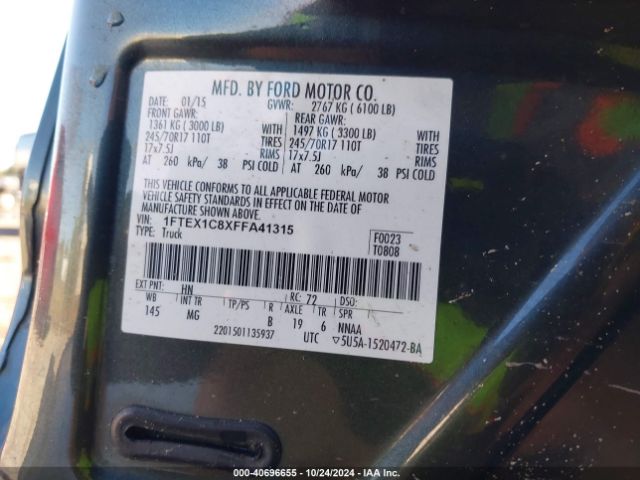 MFD. BY FORD MOTOR CO.
DATE: 01/15 GVWR: 2767 KG ( 6100 LB)
FRONT GAWR: REAR GAWR:
1361 KG ( 3000 LB) WITH 1497 KG ( 3300 LB) WITH
245/70R17 110T TIRES 245/70R17 110T TIRES
17x7.5J RIMS 17x7.5J RIMS
AT 260 kPa/ 38 PSI COLD AT 260 kPa/ 38 PSI COLD
THIS VEHICLE CONFORMS TO ALL APPLICABLE FEDERAL MOTOR
VEHICLE SAFETY STANDARDS IN EFFECT ON THE DATE OF
MANUFACTURE SHOWN ABOVE.
VIN: 1FTEX1C8XFFA41315 F0023
TYPE: Truck T0808
EXT PNT: HN RC: 72 DSO:
WB INT TR TP/PS R AXLE TR SPR
145 MG B 19 6 NNAA
2201501135937 UTC ▽5U5A-1520472-BA
000-40696655 - 10/24/2024 - IAA Inc.